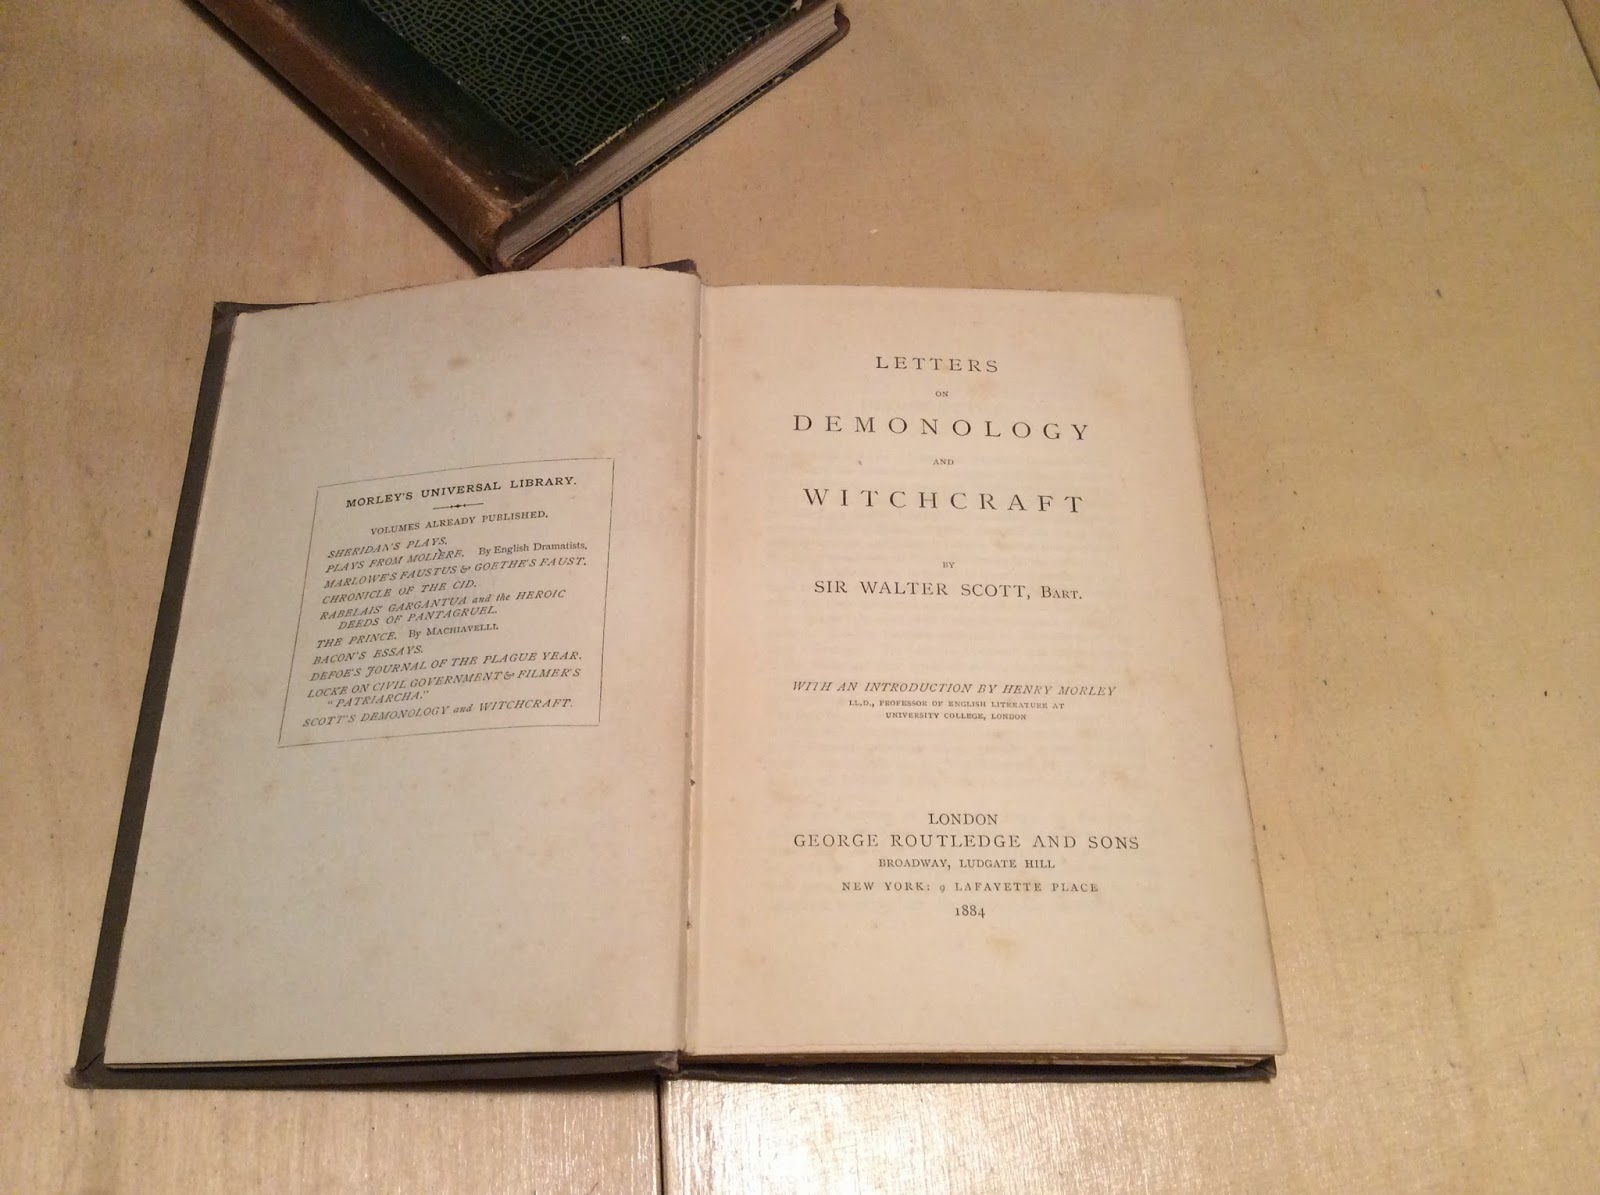 MORLEY'S UNIVERSAL LIBRARY.
VOLUMES ALREADY PUBLISHED.
SHERIDAN'S PLAYS.
PLAYS FROM MOLIÈRE. By English Dramatists.
MARLOWE'S FAUSTUS & GOETHE'S FAUST.
CHRONICLE OF THE CID.
RABELAIS' GARGANTUA and the HEROIC
DEEDS OF PANTAGRUEL.
THE PRINCE. By MACHIAVELLI.
BACON'S ESSAYS.
DEFOE'S JOURNAL OF THE PLAGUE YEAR.
LOCKE ON CIVIL GOVERNMENT & FILMER'S
"PATRIARCHA."
SCOTT'S DEMONOLOGY and WITCHCRAFT.
LETTERS
ON
DEMONOLOGY
AND
WITCHCRAFT
BY
SIR WALTER SCOTT, BART.
WITH AN INTRODUCTION BY HENRY MORLEY
LL.D., PROFESSOR OF ENGLISH LITERATURE AT
UNIVERSITY COLLEGE, LONDON
LONDON
GEORGE ROUTLEDGE AND SONS
BROADWAY, LUDGATE HILL
NEW YORK: 9 LAFAYETTE PLACE
1884